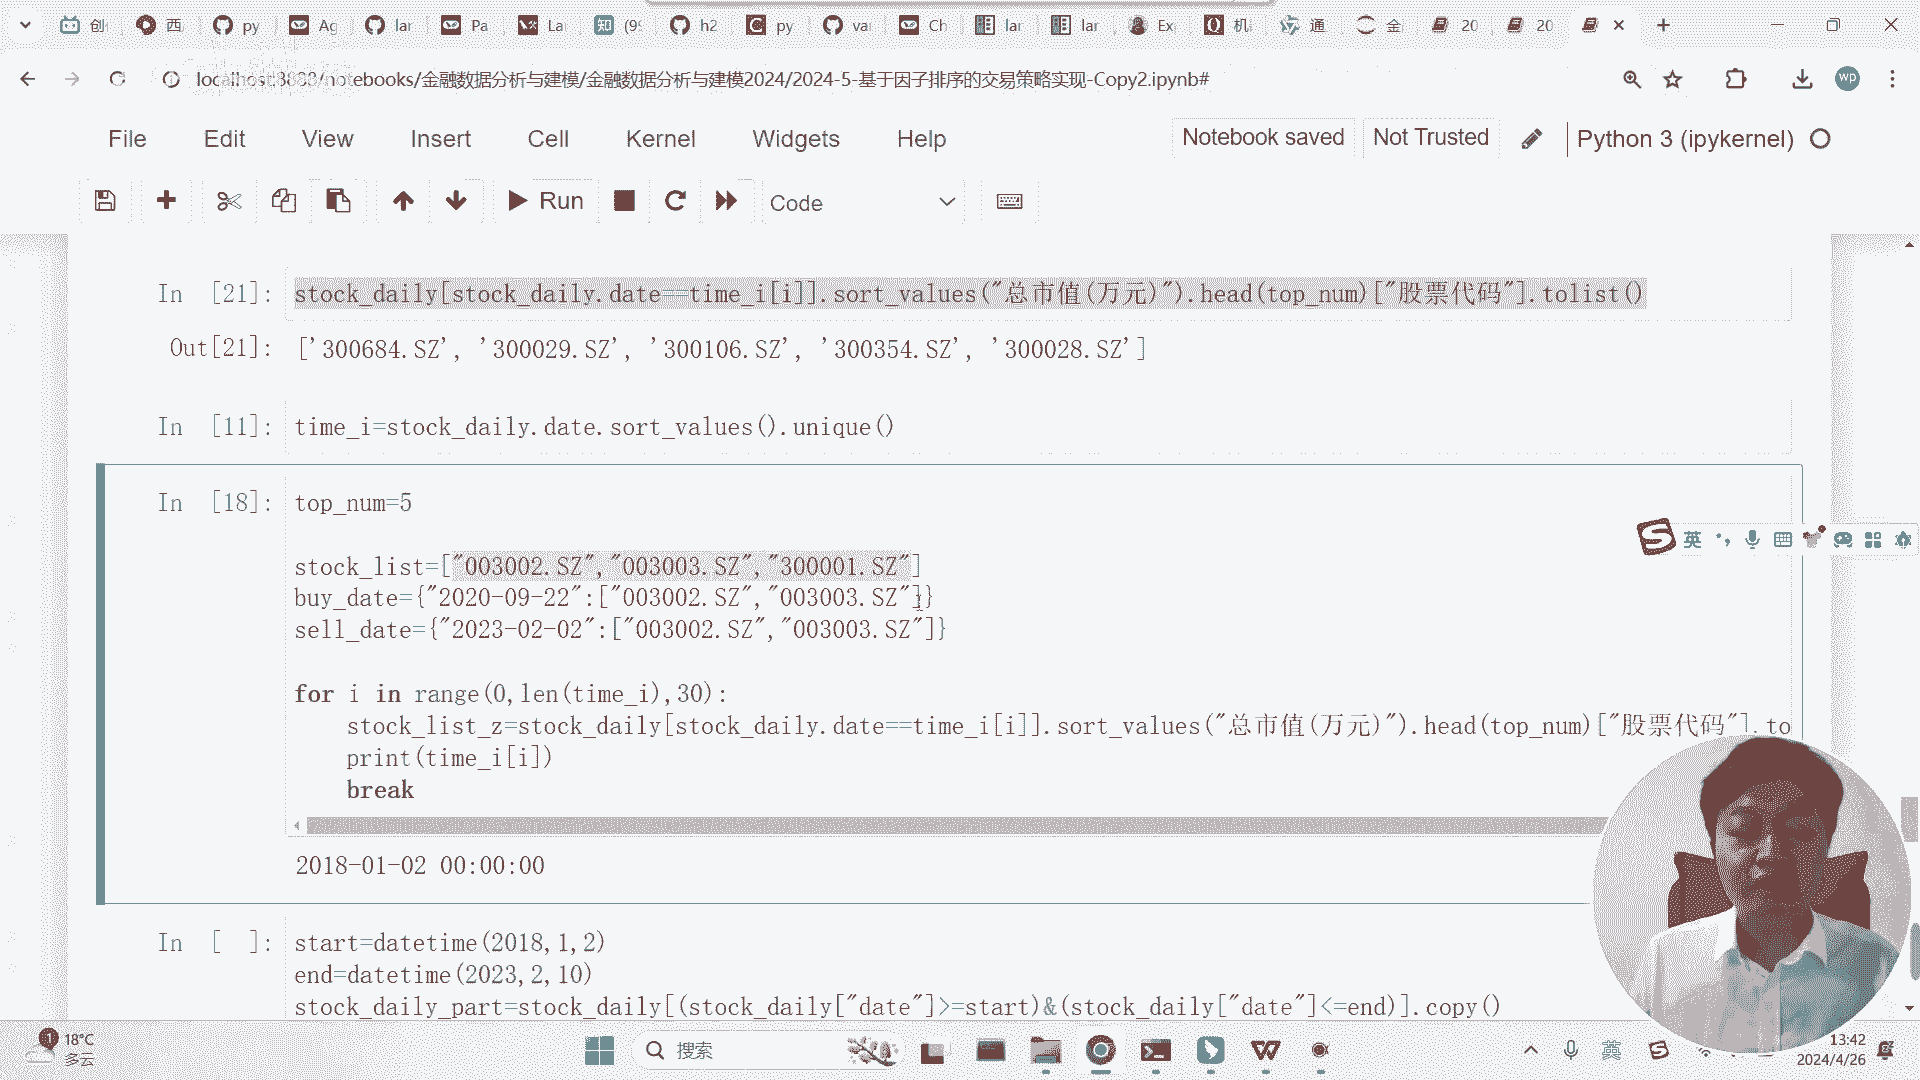 创
西
py
Ag
lar
Pa
La
知 (9
h2
py
va
Ch
lar
lar
Ex
Q 机
通
金
20
20
localhost:8888/notebooks/金融数据分析与建模/金融数据分析与建模2024/2024-5-基于因子排序的交易策略实现-Copy2.ipynb#
wp
File Edit View Insert Cell Kernel Widgets Help
Notebook saved Not Trusted Python 3 (ipykernel)
Run Code
In [21]: stock_daily[stock_daily.date==time_i[i]].sort_values("总市值(万元)").head(top_num)["股票代码"].tolist()
Out[21]: ['300684.SZ', '300029.SZ', '300106.SZ', '300354.SZ', '300028.SZ']
In [11]: time_i=stock_daily.date.sort_values().unique()
In [18]: top_num=5
stock_list=["003002.SZ","003003.SZ","300001.SZ"]
buy_date={"2020-09-22":["003002.SZ","003003.SZ"]}
sell_date={"2023-02-02":["003002.SZ","003003.SZ"]}
for i in range(0,len(time_i),30):
stock_list_z=stock_daily[stock_daily.date==time_i[i]].sort_values("总市值(万元)").head(top_num)["股票代码"].to
print(time_i[i])
break
2018-01-02 00:00:00
In [ ]: start=datetime(2018,1,2)
end=datetime(2023,2,10)
stock_daily_part=stock_daily[(stock_daily["date"]>=start)&(stock_daily["date"]<=end)].copy()
S 英
1
18°C
多云
搜索
英
13:42
2024/4/26